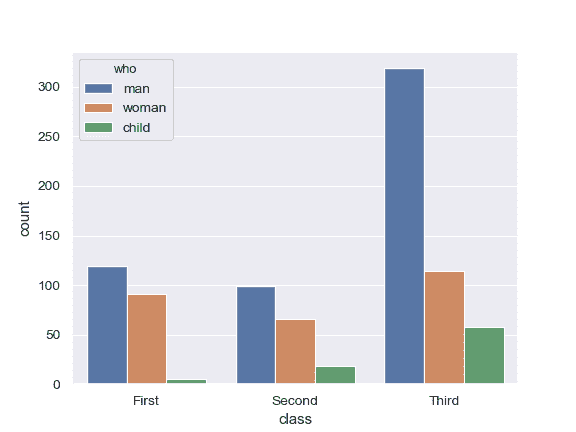 who
man
woman
child
300
250
200
150
100
50
0
count
First Second Third
class